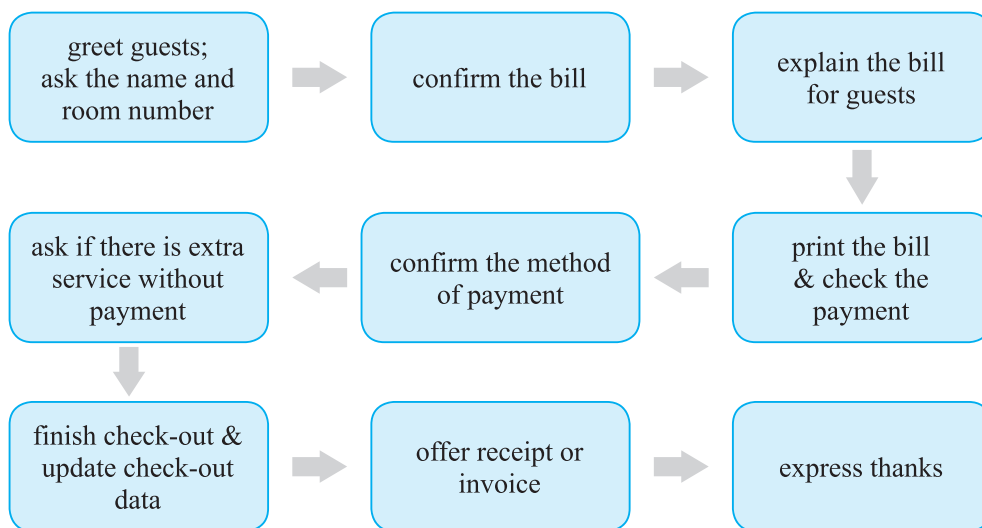 greet guests;
ask the name and
room number
confirm the bill
explain the bill
for guests
print the bill
& check the
payment
confirm the method
of payment
ask if there is extra
service without
payment
finish check-out &
update check-out
data
offer receipt or
invoice
express thanks